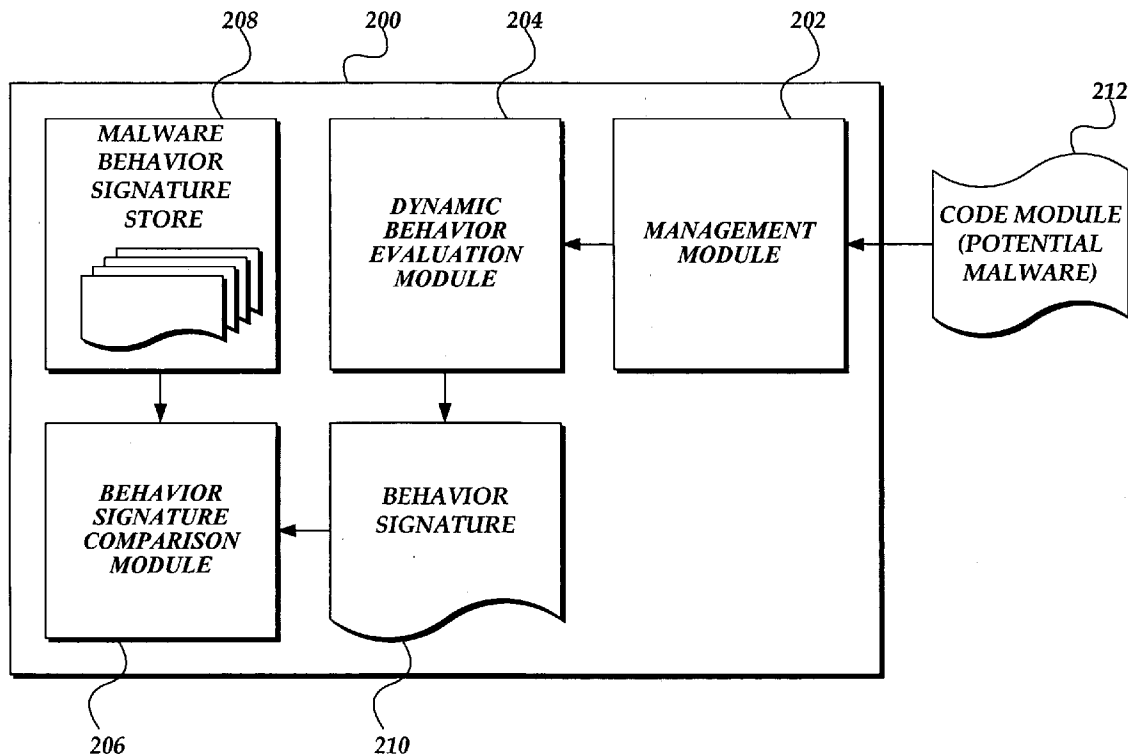 208
200
204
202
212
MALWARE
BEHAVIOR
SIGNATURE
STORE
DYNAMIC
BEHAVIOR
EVALUATION
MODULE
MANAGEMENT
MODULE
CODE MODULE
(POTENTIAL
MALWARE)
BEHAVIOR
SIGNATURE
COMPARISON
MODULE
BEHAVIOR
SIGNATURE
206
210